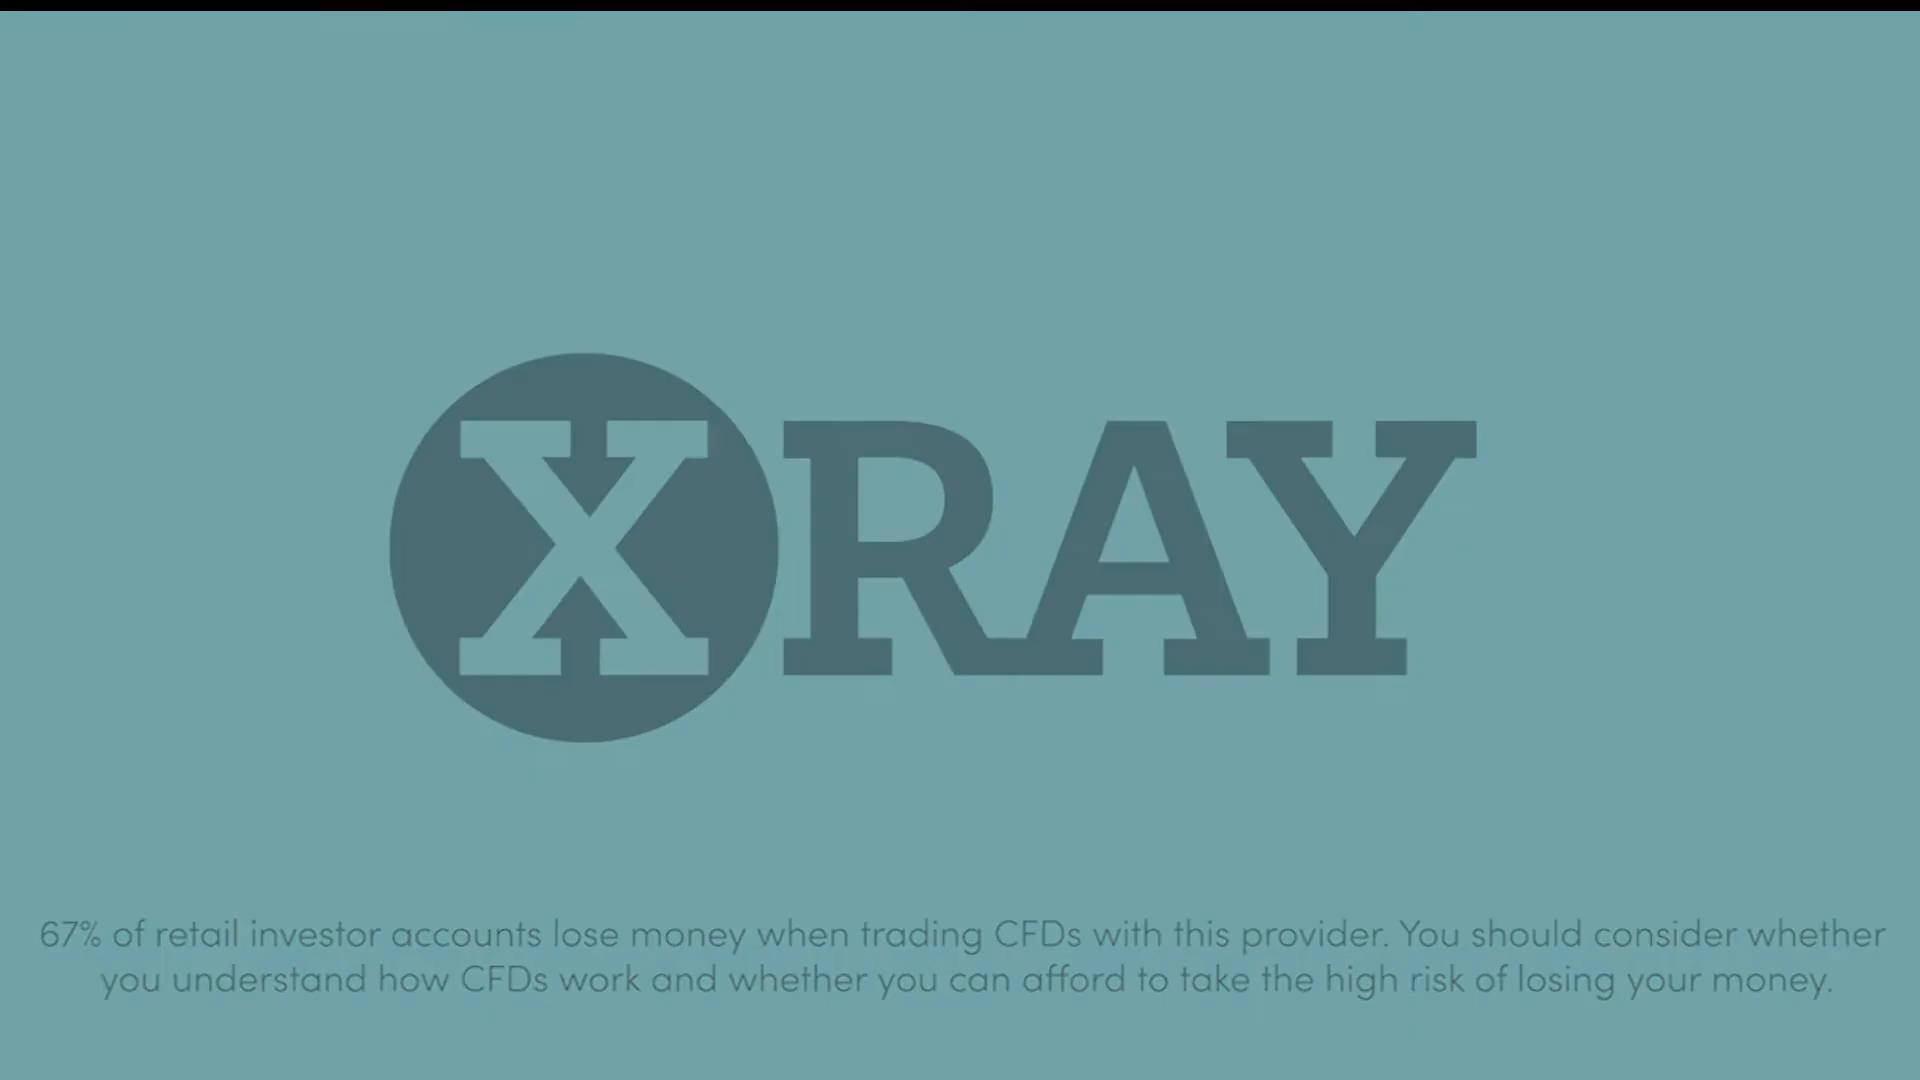 XRAY
67% of retail investor accounts lose money when trading CFDs with this provider. You should consider whether
you understand how CFDs work and whether you can afford to take the high risk of losing your money.